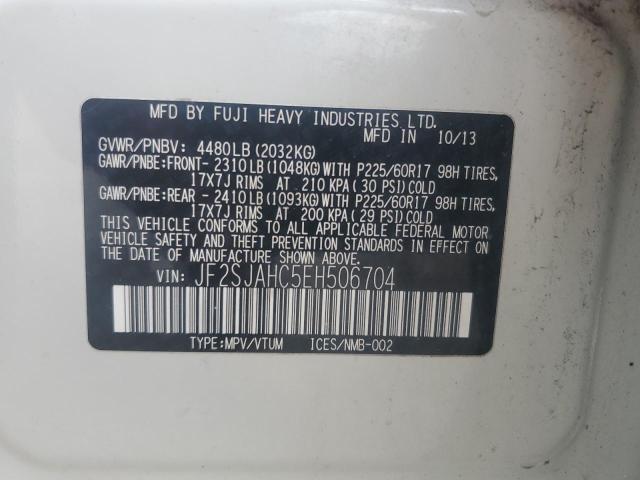 MFD BY FUJI HEAVY INDUSTRIES LTD.
MFD IN 10/13
GVWR/PNBV: 4480LB (2032KG)
GAWR/PNBE:FRONT- 2310LB (1048KG)WITH P225/60R17 98H TIRES,
17X7J RIMS AT 210 KPA (30 PSI)COLD
GAWR/PNBE:REAR - 2410LB (1093KG)WITH P225/60R17 98H TIRES,
17X7J RIMS AT 200 KPA (29 PSI)COLD
THIS VEHICLE CONFORMS TO ALL APPLICABLE FEDERAL MOTOR
VEHICLE SAFETY AND THEFT PREVENTION STANDARDS IN EFFECT
ON THE DATE OF MANUFACTURE SHOWN ABOVE.
VIN: JF2SJAHC5EH506704
TYPE:MPV/VTUM ICES/NMB-002